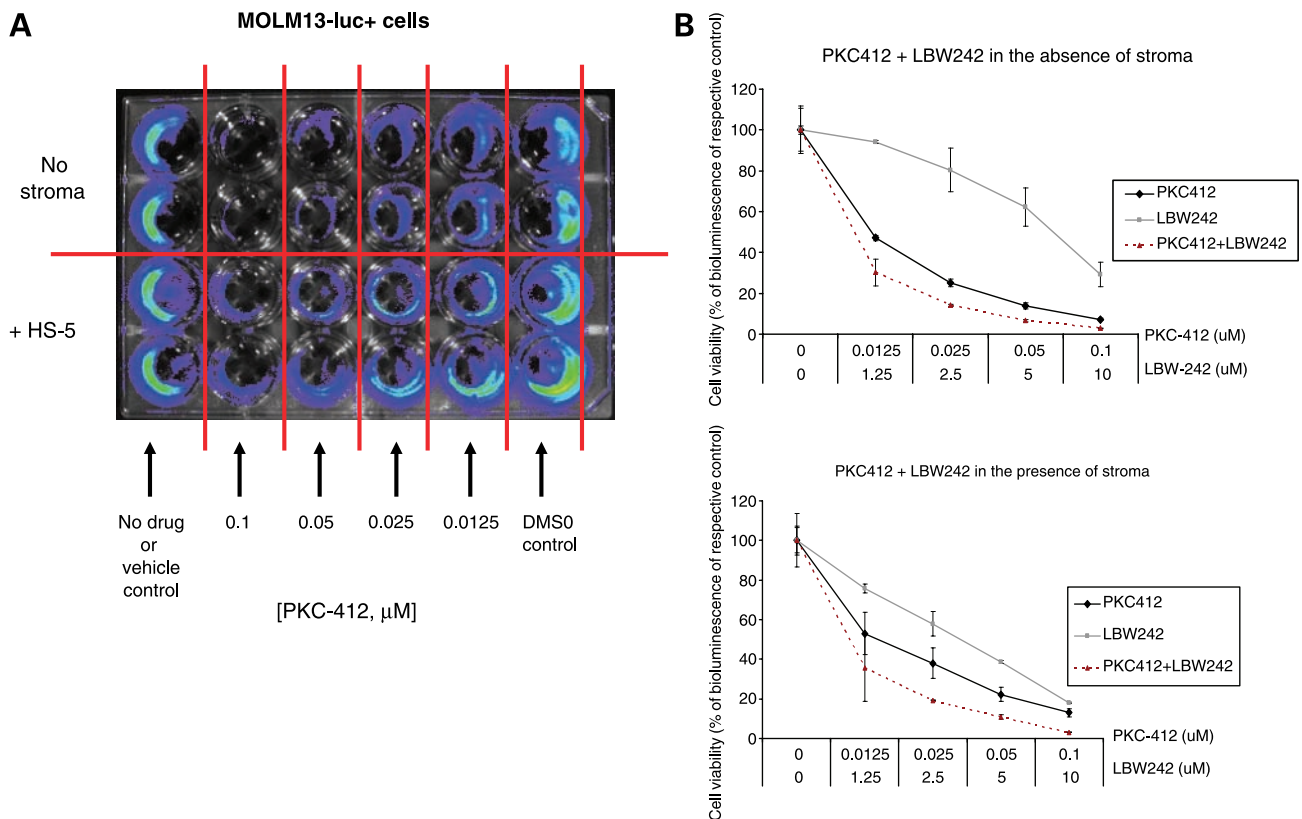 A
MOLM13-luc+ cells
No
stroma
+ HS-5
No drug
or
vehicle
control
0.1
0.05
0.025
0.0125
DMS0
control
[PKC-412, μM]
B
PKC412 + LBW242 in the absence of stroma
Cell viability (% of bioluminescence of respective control)
120
100
80
60
40
20
0
PKC412
LBW242
PKC412+LBW242
0 0.0125 0.025 0.05 0.1 PKC-412 (uM)
0 1.25 2.5 5 10 LBW-242 (uM)
PKC412 + LBW242 in the presence of stroma
Cell viability (% of bioluminescence of respective control)
120
100
80
60
40
20
0
PKC412
LBW242
PKC412+LBW242
0 0.0125 0.025 0.05 0.1 PKC-412 (uM)
0 1.25 2.5 5 10 LBW242 (uM)